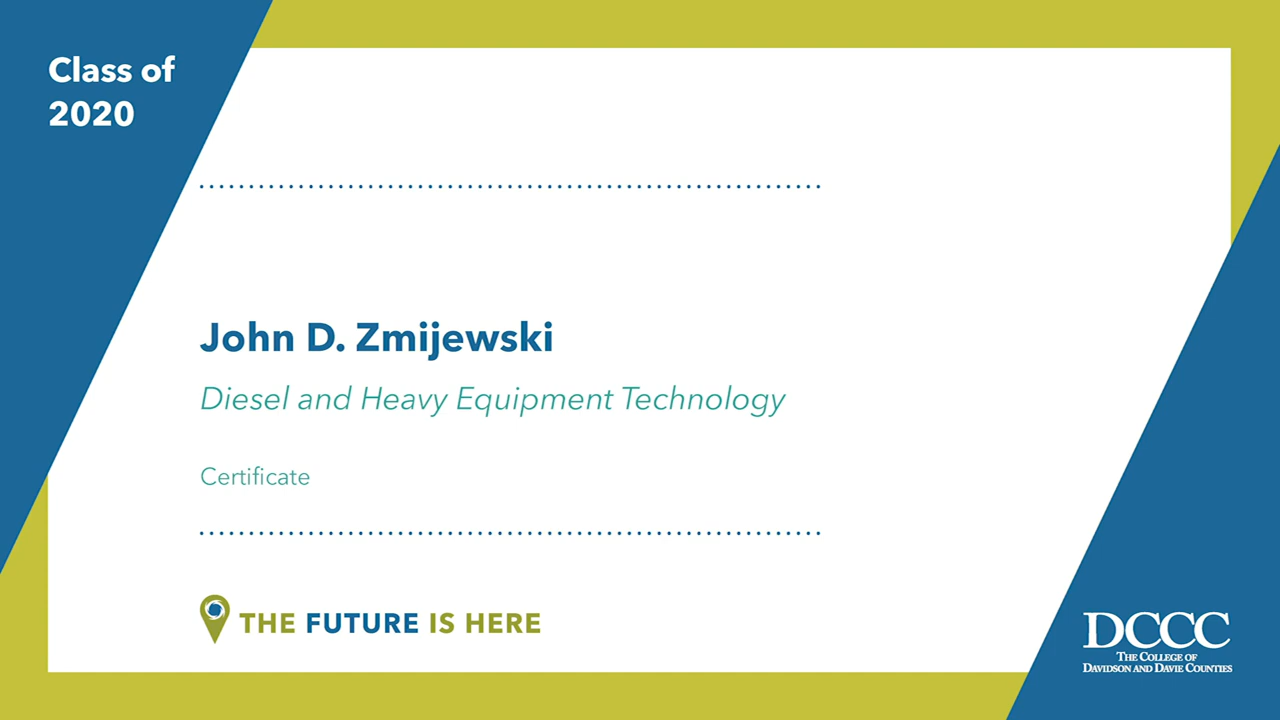 Class of
2020
John D. Zmijewski
Diesel and Heavy Equipment Technology
Certificate
THE FUTURE IS HERE
DCCC
THE COLLEGE OF
DAVIDSON AND DAVIE COUNTIES